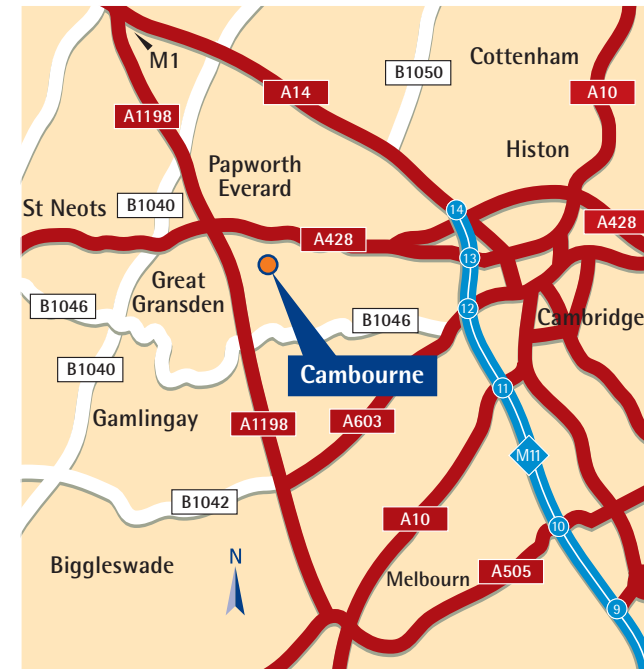 M1
Cottenham
B1050
A14
A10
A1198
Histon
Papworth
Everard
St Neots
B1040
14
A428
A428
13
Great
Gransden
B1046
12
B1046
Cambridge
B1040
Cambourne
11
Gamlingay
A1198
A603
M11
B1042
A10
10
N
Biggleswade
Melbourn
A505
9